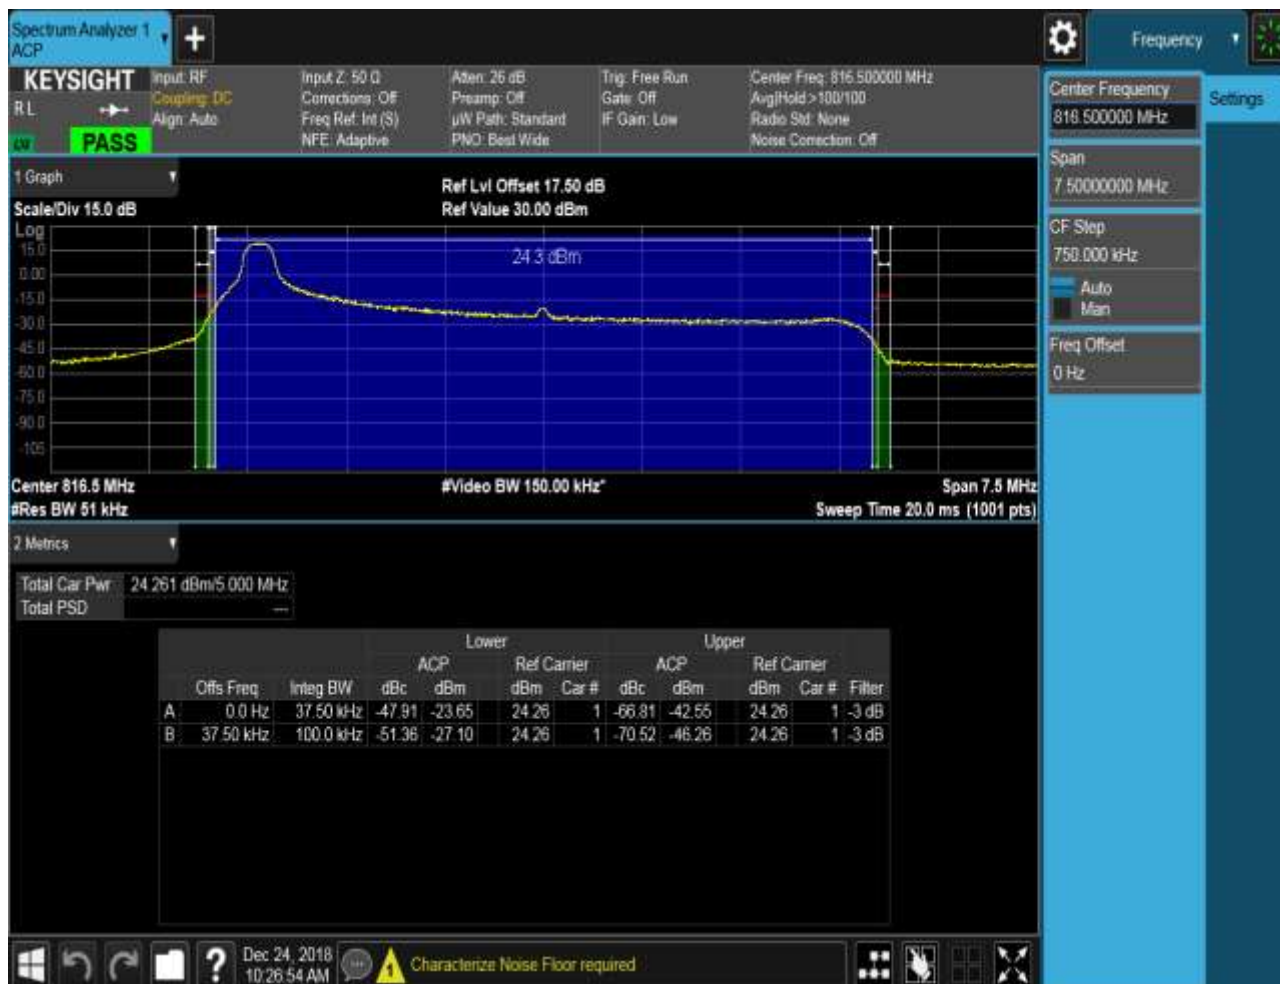 Spectrum Analyzer 1
ACP
Frequency
KEYSIGHT
Input: RF
Coupling: DC
Align: Auto
Input Z: 50 Ω
Corrections: Off
Freq Ref: Int (S)
NFE: Adaptive
Atten: 26 dB
Preamp: Off
µW Path: Standard
PNO: Best Wide
Trig: Free Run
Gate: Off
IF Gain: Low
Center Freq: 816.500000 MHz
Avg|Hold:>100/100
Radio Std: None
Noise Correction: Off
R L
PASS
Center Frequency
816.500000 MHz
Settings
Span
7.50000000 MHz
CF Step
750.000 kHz
Auto
Man
Freq Offset
0 Hz
1 Graph
Scale/Div 15.0 dB
Ref Lvl Offset 17.50 dB
Ref Value 30.00 dBm
Log
15.0
0.00
-15.0
-30.0
-45.0
-60.0
-75.0
-90.0
-105
24.3 dBm
Center 816.5 MHz
#Video BW 150.00 kHz*
Span 7.5 MHz
#Res BW 51 kHz
Sweep Time 20.0 ms (1001 pts)
2 Metrics
Total Car Pwr 24.261 dBm/5.000 MHz
Total PSD ---
Lower Upper
ACP Ref Carrier ACP Ref Carrier
Offs Freq Integ BW dBc dBm dBm Car # dBc dBm dBm Car # Filter
A 0.0 Hz 37.50 kHz -47.91 -23.65 24.26 1 -66.81 -42.55 24.26 1 -3 dB
B 37.50 kHz 100.0 kHz -51.36 -27.10 24.26 1 -70.52 -46.26 24.26 1 -3 dB
Dec 24, 2018
10:26:54 AM
1
Characterize Noise Floor required